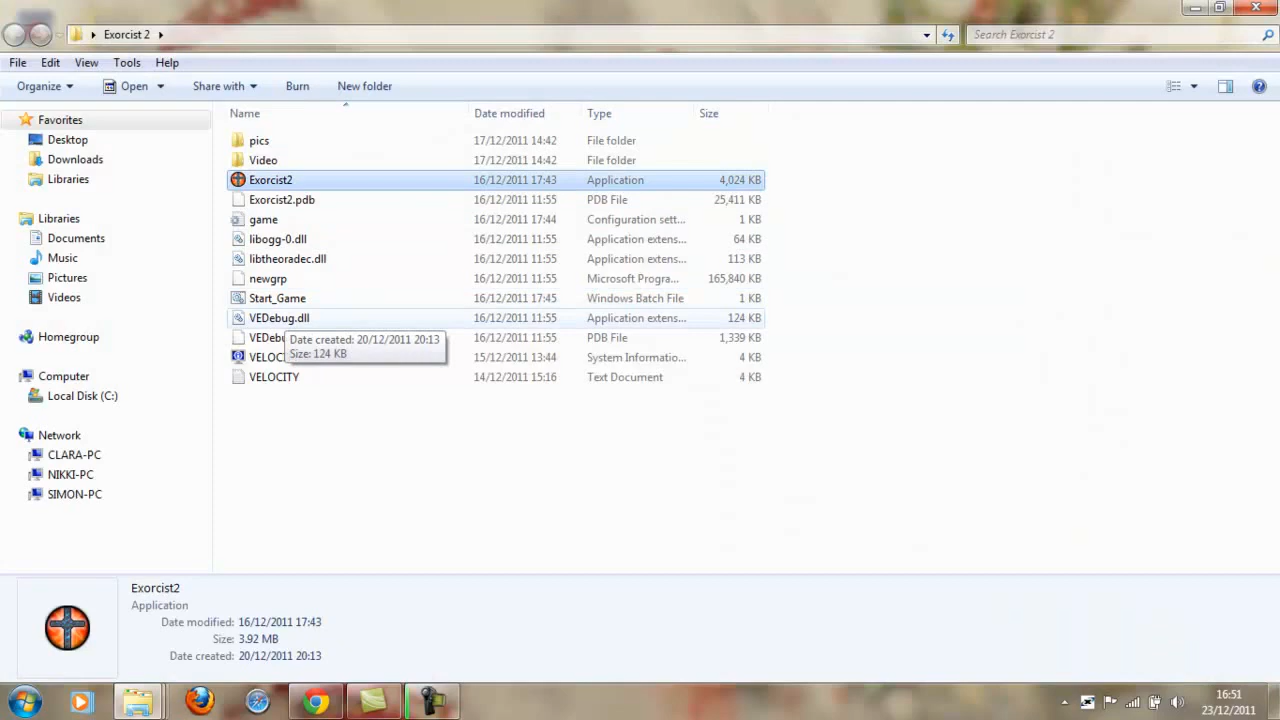 Exorcist 2
Search Exorcist 2
File Edit View Tools Help
Organize Open Share with Burn New folder
Name Date modified Type Size
Favorites
Desktop
Downloads
Libraries
Libraries
Documents
Music
Pictures
Videos
Homegroup
Computer
Local Disk (C:)
Network
CLARA-PC
NIKKI-PC
SIMON-PC
pics 17/12/2011 14:42 File folder
Video 17/12/2011 14:42 File folder
Exorcist2 16/12/2011 17:43 Application 4,024 KB
Exorcist2.pdb 16/12/2011 11:55 PDB File 25,411 KB
game 16/12/2011 17:44 Configuration sett... 1 KB
libogg-0.dll 16/12/2011 11:55 Application extens... 64 KB
libtheoradec.dll 16/12/2011 11:55 Application extens... 113 KB
newgrp 16/12/2011 11:55 Microsoft Progra... 165,840 KB
Start_Game 16/12/2011 17:45 Windows Batch File 1 KB
VEDebug.dll 16/12/2011 11:55 Application extens... 124 KB
VEDebu 16/12/2011 11:55 PDB File 1,339 KB
Date created: 20/12/2011 20:13
Size: 124 KB
VELOC 15/12/2011 13:44 System Informatio... 4 KB
VELOCITY 14/12/2011 15:16 Text Document 4 KB
Exorcist2
Application
Date modified: 16/12/2011 17:43
Size: 3.92 MB
Date created: 20/12/2011 20:13
16:51
23/12/2011